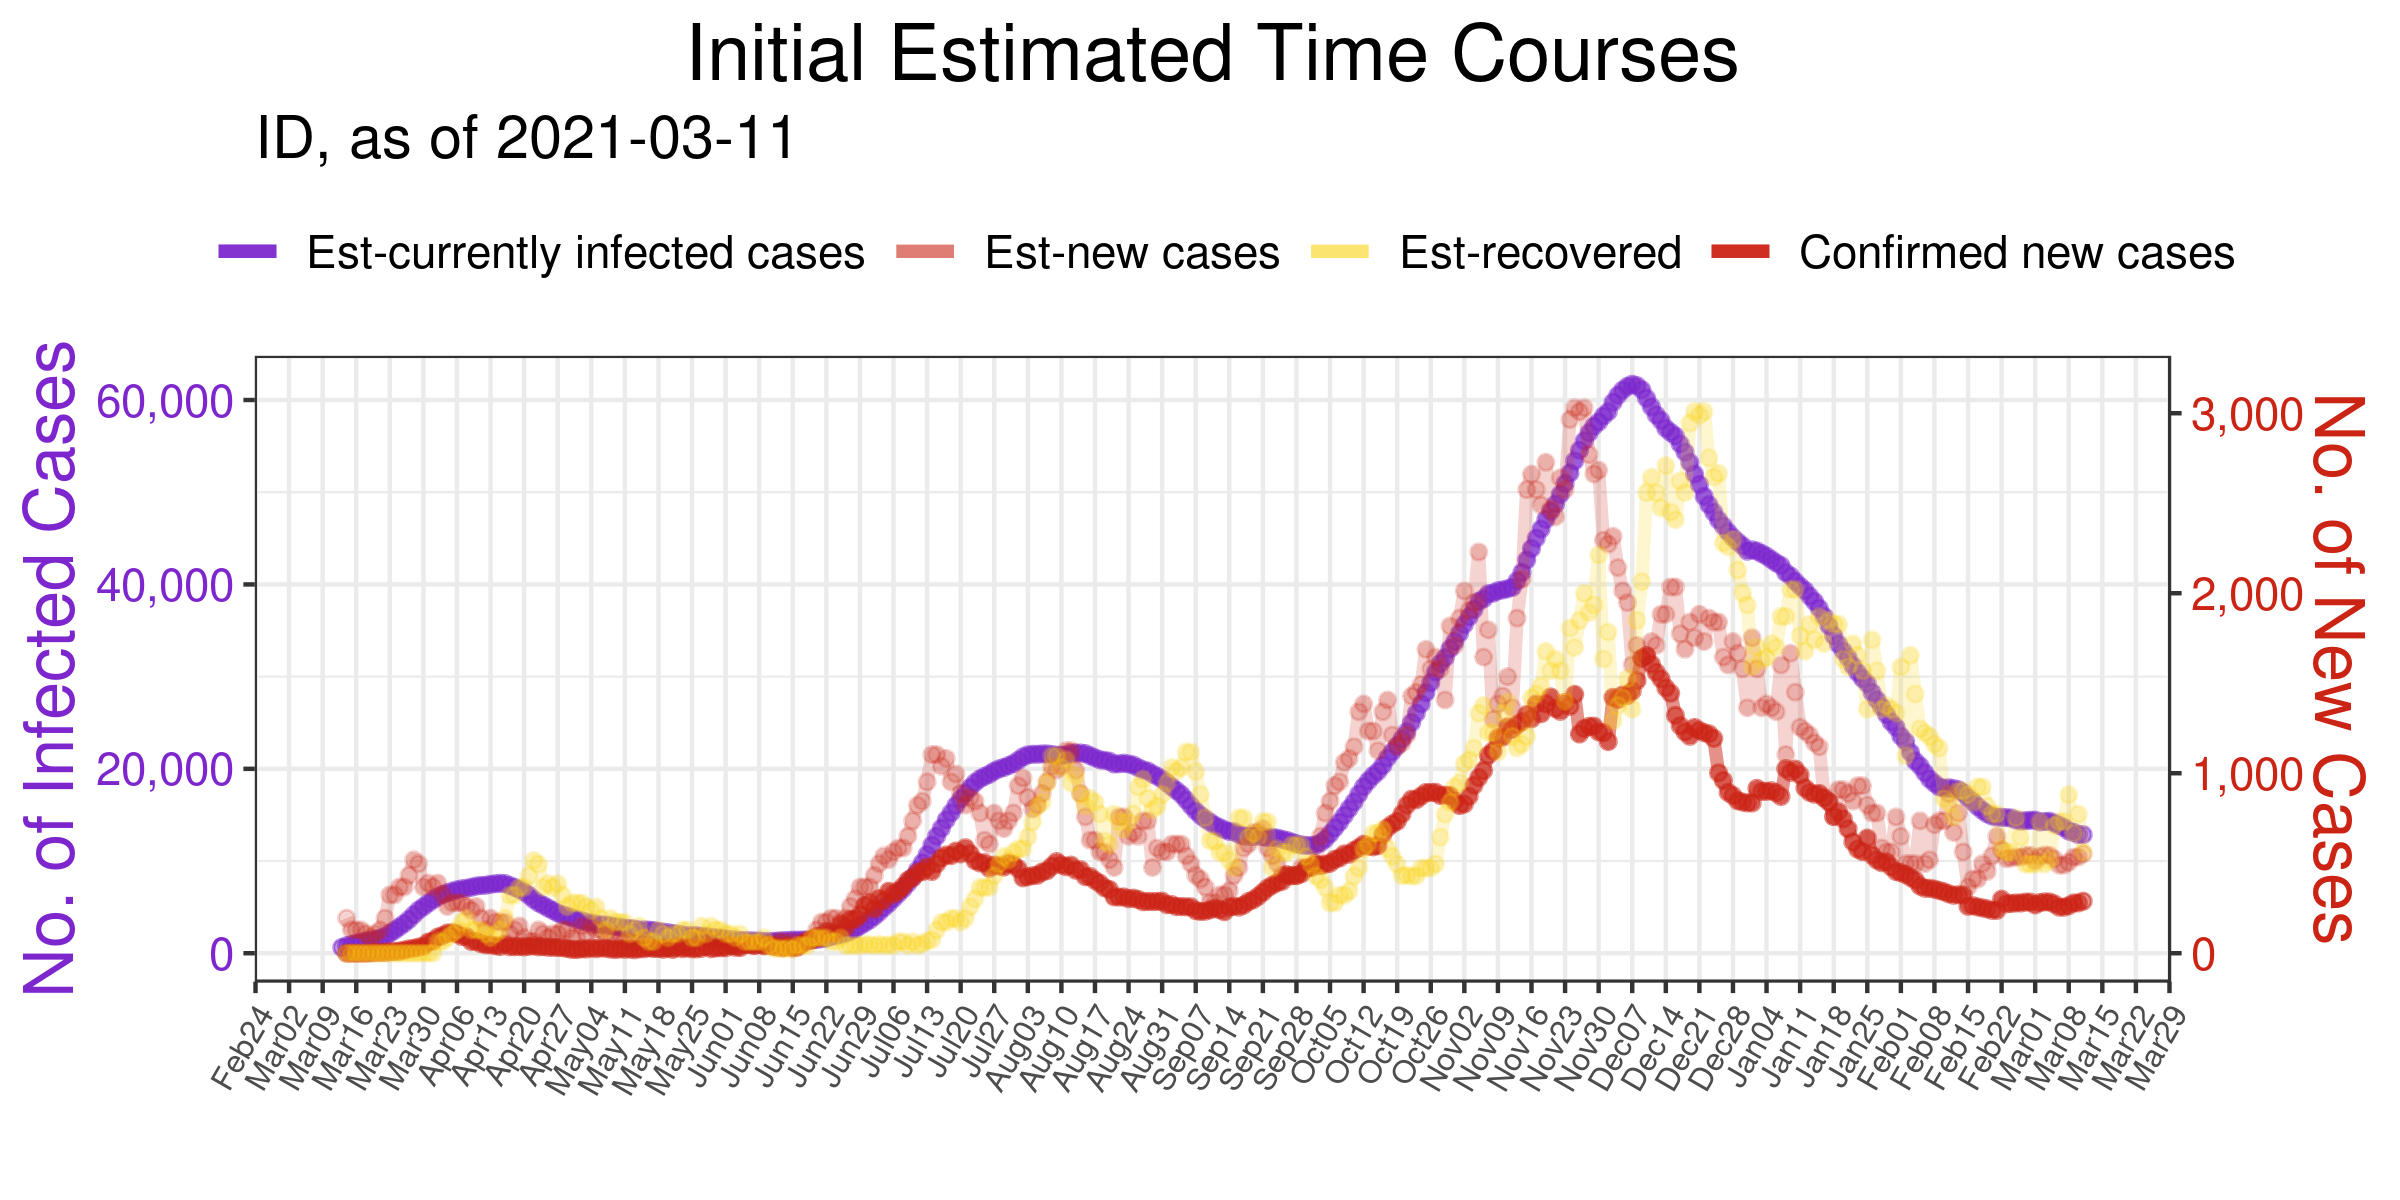 Initial Estimated Time Courses
ID, as of 2021-03-11
Est-currently infected cases Est-new cases Est-recovered Confirmed new cases
No. of Infected Cases
60,000
40,000
20,000
0
3,000
2,000
1,000
0
No. of New Cases
Feb24 Mar02 Mar09 Mar16 Mar23 Mar30 Apr06 Apr13 Apr20 Apr27 May04 May11 May18 May25 Jun01 Jun08 Jun15 Jun22 Jun29 Jul06 Jul13 Jul20 Jul27 Aug03 Aug10 Aug17 Aug24 Aug31 Sep07 Sep14 Sep21 Sep28 Oct05 Oct12 Oct19 Oct26 Nov02 Nov09 Nov16 Nov23 Nov30 Dec07 Dec14 Dec21 Dec28 Jan04 Jan11 Jan18 Jan25 Feb01 Feb08 Feb15 Feb22 Mar01 Mar08 Mar15 Mar22 Mar29